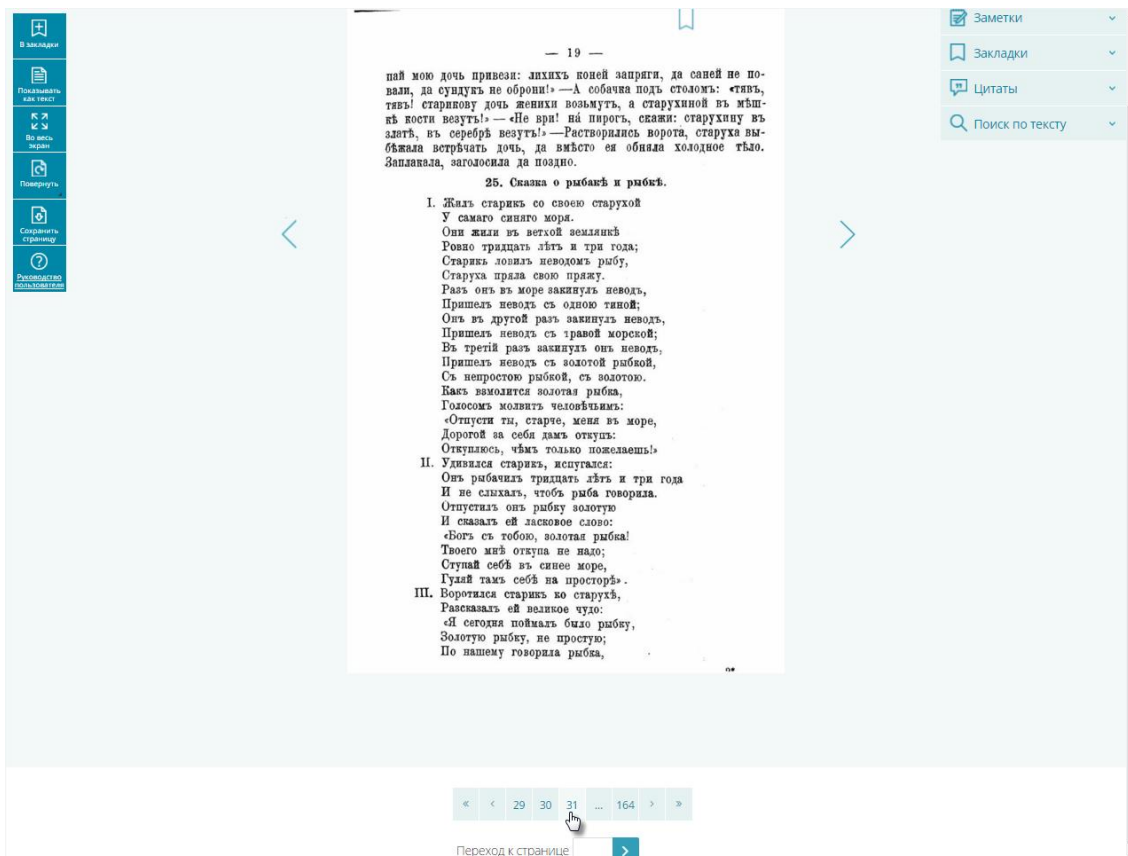 В закладки
Показывать
как текст
Во весь
экран
Повернуть
Сохранить
страницу
Руководство
пользователя
— 19 —
пай мою дочь привези: лихихъ коней запряги, да саней не по-
вали, да сундукъ не оброни!» —А собачка подъ столомъ: «тявъ,
тявъ! старикову дочь женихи возьмутъ, а старухиной въ мѣш-
кѣ кости везутъ!» — «Не ври! на́ пирогъ, скажи: старухину въ
златѣ, въ серебрѣ везутъ!» —Растворились ворота, старуха вы-
бѣжала встрѣчать дочь, да вмѣсто ея обняла холодное тѣло.
Заплакала, заголосила да поздно.
25. Сказка о рыбакѣ и рыбкѣ.
I. Жилъ старикъ со своею старухой
У самаго синяго моря.
Они жили въ ветхой землянкѣ
Ровно тридцать лѣтъ и три года;
Старикъ ловилъ неводомъ рыбу,
Старуха пряла свою пряжу.
Разъ онъ въ море закинулъ неводъ,
Пришелъ неводъ съ одною тиной;
Онъ въ другой разъ закинулъ неводъ,
Пришелъ неводъ съ травой морской;
Въ третій разъ закинулъ онъ неводъ,
Пришелъ неводъ съ золотой рыбкой,
Съ непростою рыбкой, съ золотою.
Какъ взмолится золотая рыбка,
Голосомъ молвитъ человѣчьимъ:
«Отпусти ты, старче, меня въ море,
Дорогой за себя дамъ откупъ:
Откуплюсь, чѣмъ только пожелаешь!»
II. Удивился старикъ, испугался:
Онъ рыбачилъ тридцать лѣтъ и три года
И не слыхалъ, чтобъ рыба говорила.
Отпустилъ онъ рыбку золотую
И сказалъ ей ласковое слово:
«Богъ съ тобою, золотая рыбка!
Твоего мнѣ откупа не надо;
Ступай себѣ въ синее море,
Гуляй тамъ себѣ на просторѣ».
III. Воротился старикъ ко старухѣ,
Разсказалъ ей великое чудо:
«Я сегодня поймалъ было рыбку,
Золотую рыбку, не простую;
По нашему говорила рыбка,
Заметки
Закладки
Цитаты
Поиск по тексту
« ‹ 29 30 31 ... 164 › »
Переход к странице